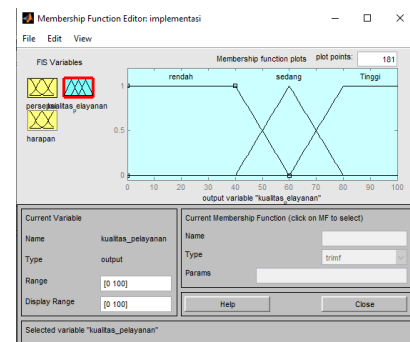 Membership Function Editor: implementasi
File Edit View
FIS Variables
Membership function plots
plot points:
181
persepsi
kualitas_elayanan
p
harapan
rendah
sedang
Tinggi
1
0.5
0
0 10 20 30 40 50 60 70 80 90 100
output variable "kualitas_elayanan"
Current Variable
Name kualitas_pelayanan
Type output
Range [0 100]
Display Range [0 100]
Current Membership Function (click on MF to select)
Name
Type trimf
Params
Help Close
Selected variable "kualitas_pelayanan"